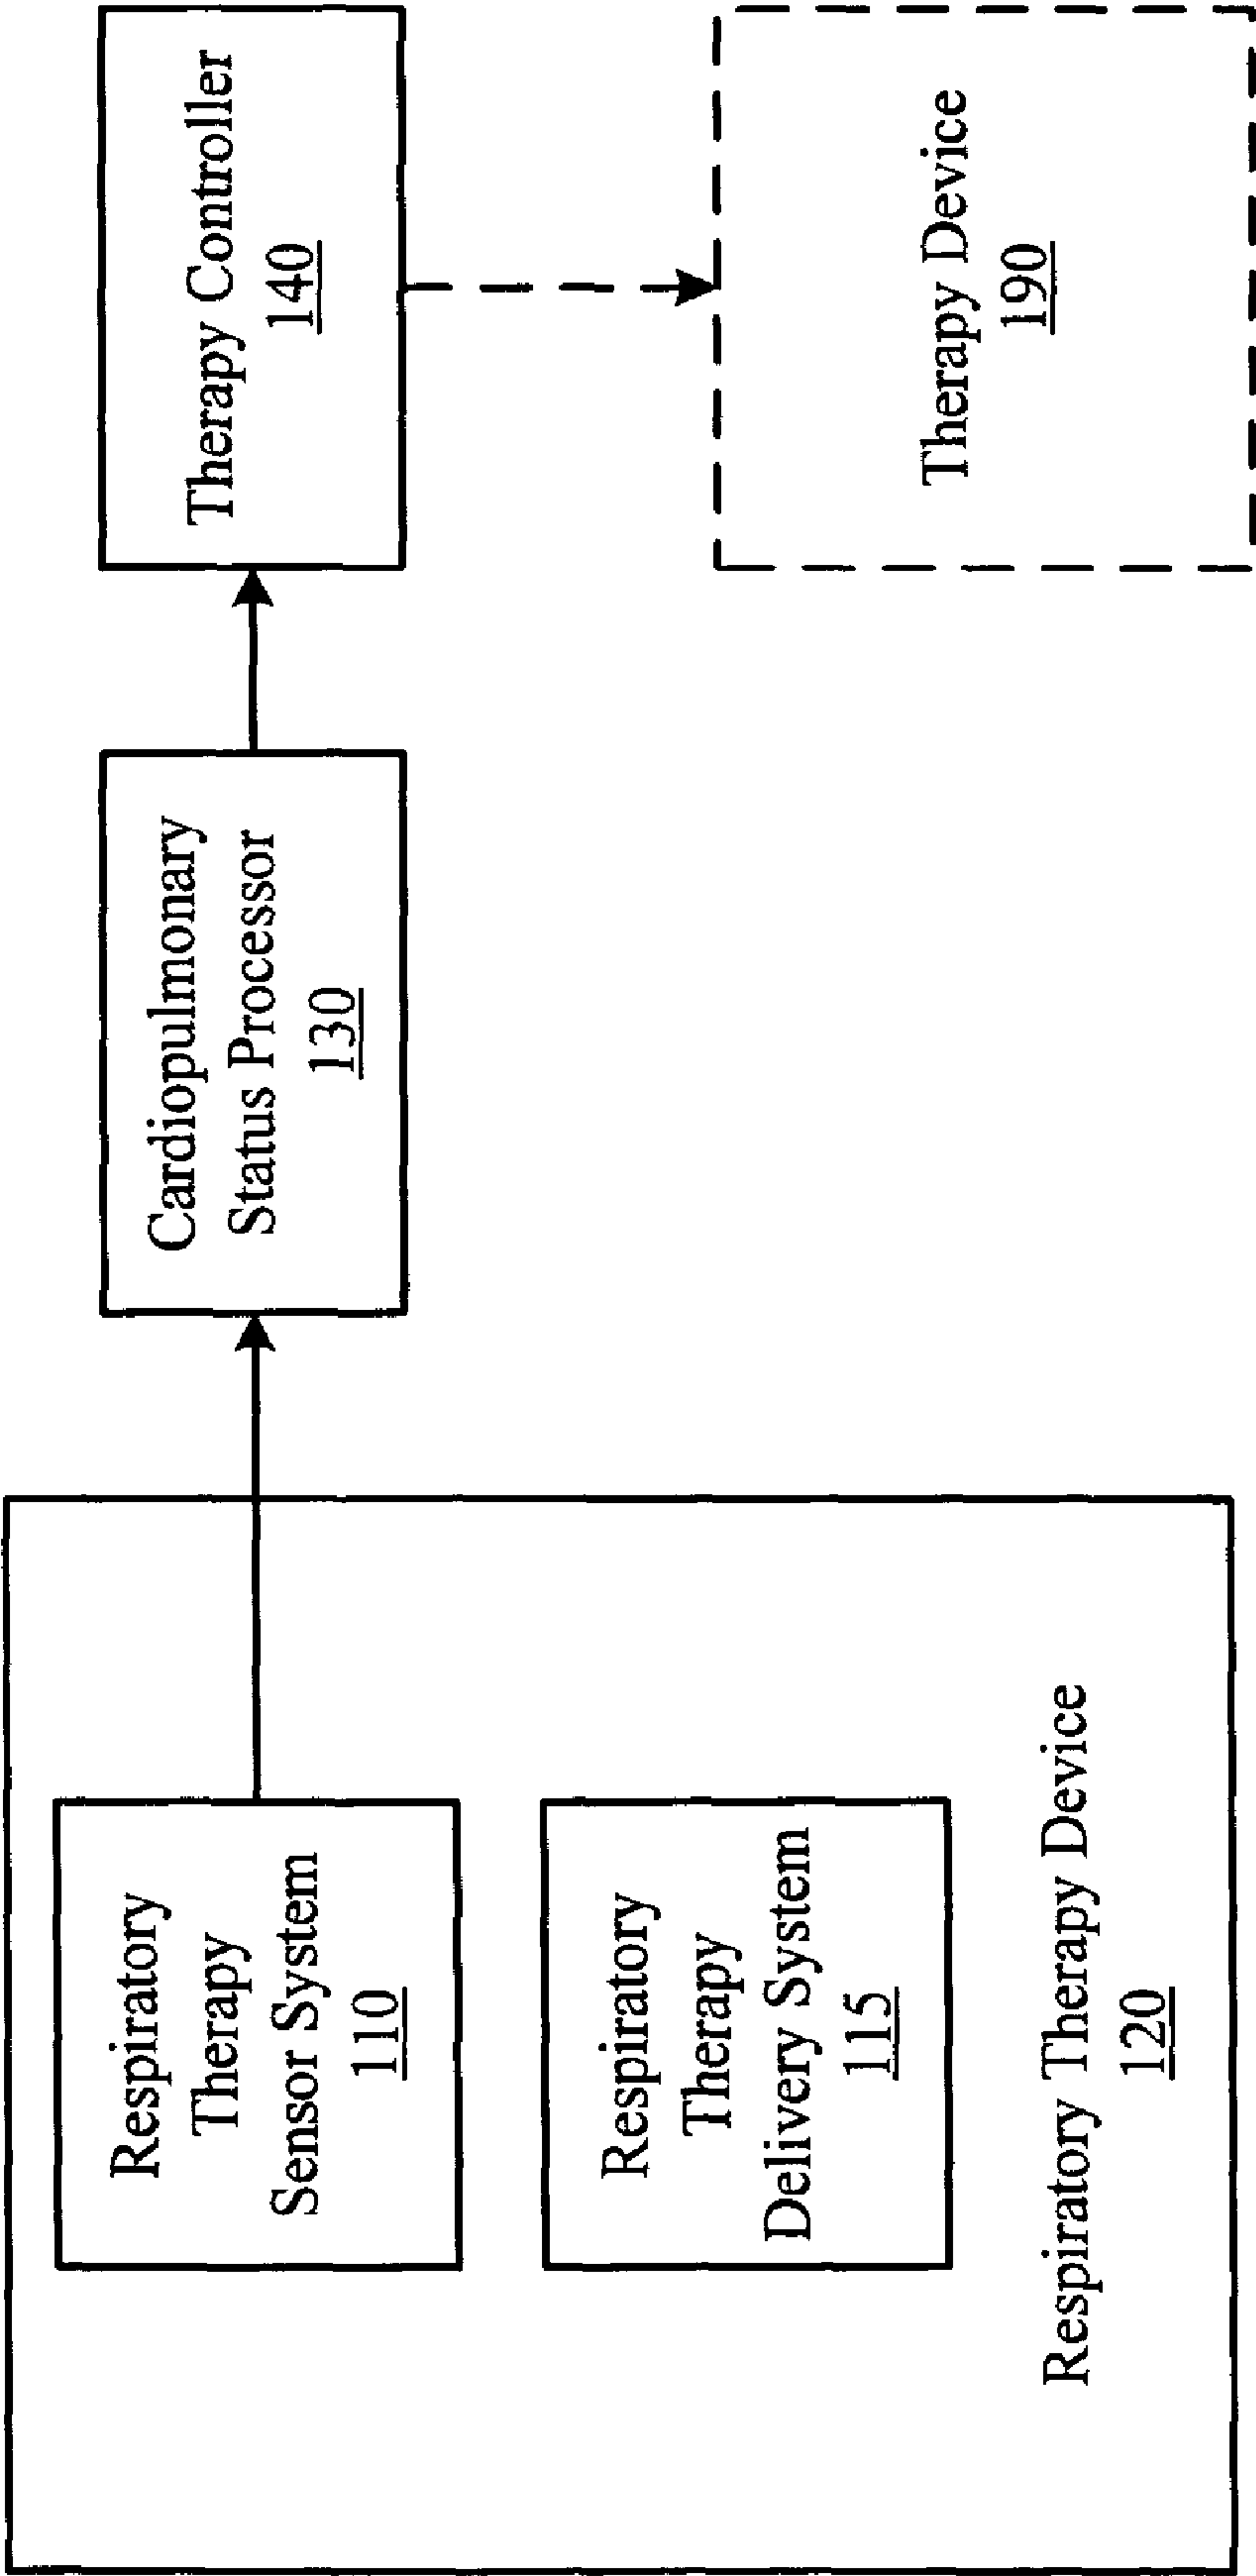 Respiratory
Therapy
Sensor System
110
Respiratory
Therapy
Delivery System
115
Respiratory Therapy Device
120
Cardiopulmonary
Status Processor
130
Therapy Controller
140
Therapy Device
190